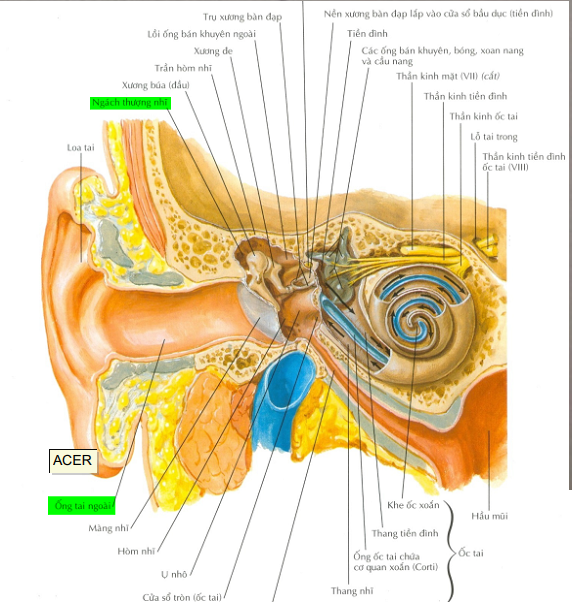 Trụ xương bàn đạp
Nền xương bàn đạp lắp vào cửa sổ bầu dục (tiền đình)
Lồi ống bán khuyên ngoài
Tiền đình
Xương đe
Các ống bán khuyên, bóng, xoan nang
và cầu nang
Trần hòm nhĩ
Thần kinh mặt (VII) (cắt)
Xương búa (đầu)
Thần kinh tiền đình
Ngách thượng nhĩ
Thần kinh ốc tai
Loa tai
Lỗ tai trong
Thần kinh tiền đình
ốc tai (VIII)
ACER
Ống tai ngoài
Khe ốc xoắn
Hầu mũi
Màng nhĩ
Thang tiền đình
Hòm nhĩ
Ống ốc tai chứa
cơ quan xoắn (Corti)
Ốc tai
Ụ nhô
Thang nhĩ
Cửa sổ tròn (ốc tai)